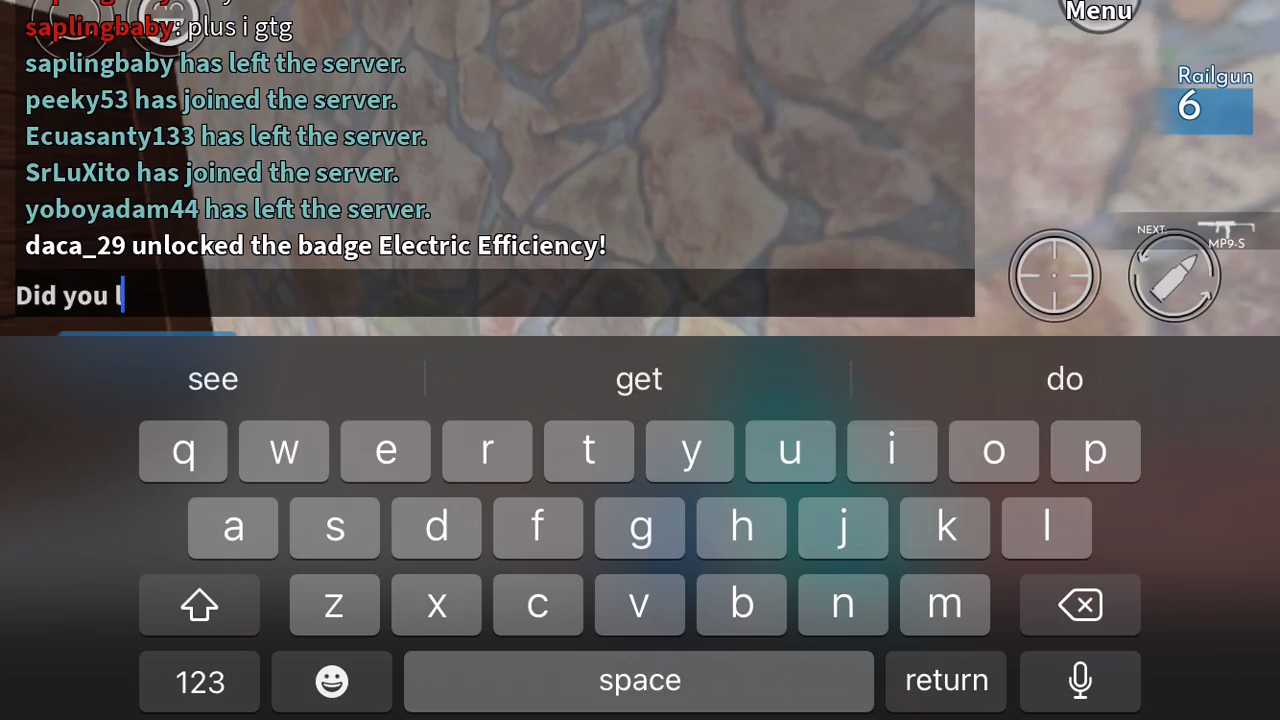 saplingbaby: plus i gtg
Menu
saplingbaby has left the server.
peeky53 has joined the server.
Ecuasanty133 has left the server.
SrLuXito has joined the server.
yoboyadam44 has left the server.
daca_29 unlocked the badge Electric Efficiency!
Did you l
Railgun
6
NEXT:
MP9-S
see get do
q w e r t y u i o p
a s d f g h j k l
z x c v b n m
123 space return